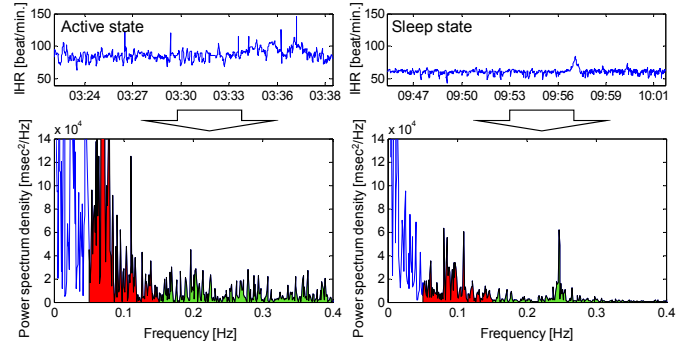 Active state
IHR [beat/min.]
150
100
50
03:24 03:27 03:30 03:33 03:36 03:38
Sleep state
IHR [beat/min.]
150
100
50
09:47 09:50 09:53 09:56 09:59 10:01
x 10⁴
Power spectrum density [msec²/Hz]
14
12
10
8
6
4
2
0
0 0.1 0.2 0.3 0.4
Frequency [Hz]
x 10⁴
Power spectrum density [msec²/Hz]
14
12
10
8
6
4
2
0
0 0.1 0.2 0.3 0.4
Frequency [Hz]